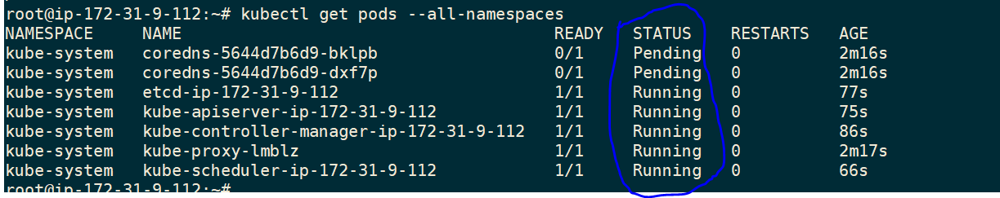 root@ip-172-31-9-112:~# kubectl get pods --all-namespaces
NAMESPACE NAME READY STATUS RESTARTS AGE
kube-system coredns-5644d7b6d9-bklpb 0/1 Pending 0 2m16s
kube-system coredns-5644d7b6d9-dxf7p 0/1 Pending 0 2m16s
kube-system etcd-ip-172-31-9-112 1/1 Running 0 77s
kube-system kube-apiserver-ip-172-31-9-112 1/1 Running 0 75s
kube-system kube-controller-manager-ip-172-31-9-112 1/1 Running 0 86s
kube-system kube-proxy-lmblz 1/1 Running 0 2m17s
kube-system kube-scheduler-ip-172-31-9-112 1/1 Running 0 66s
root@ip-172-31-9-112:~#